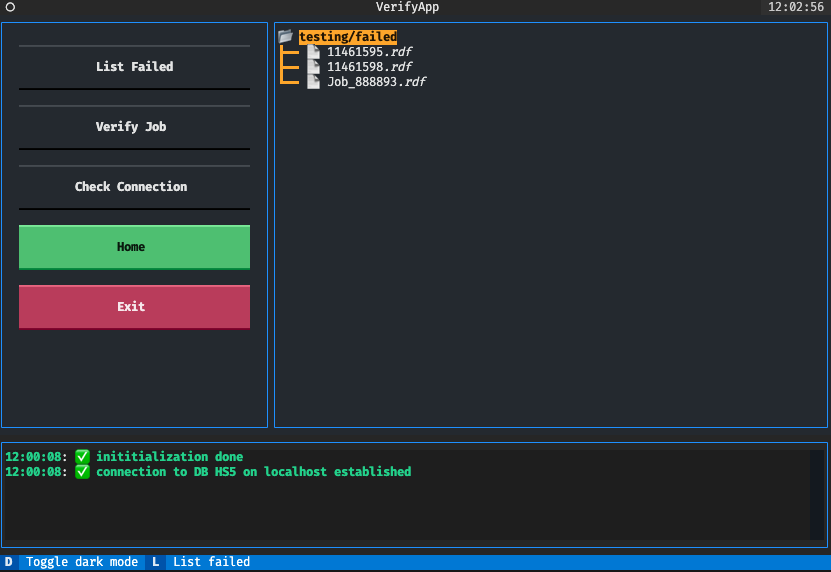 VerifyApp 12:02:56
List Failed
Verify Job
Check Connection
Home
Exit
testing/failed
11461595.rdf
11461598.rdf
Job_888893.rdf
12:00:08: ✅ inititialization done
12:00:08: ✅ connection to DB HS5 on localhost established
D Toggle dark mode L List failed